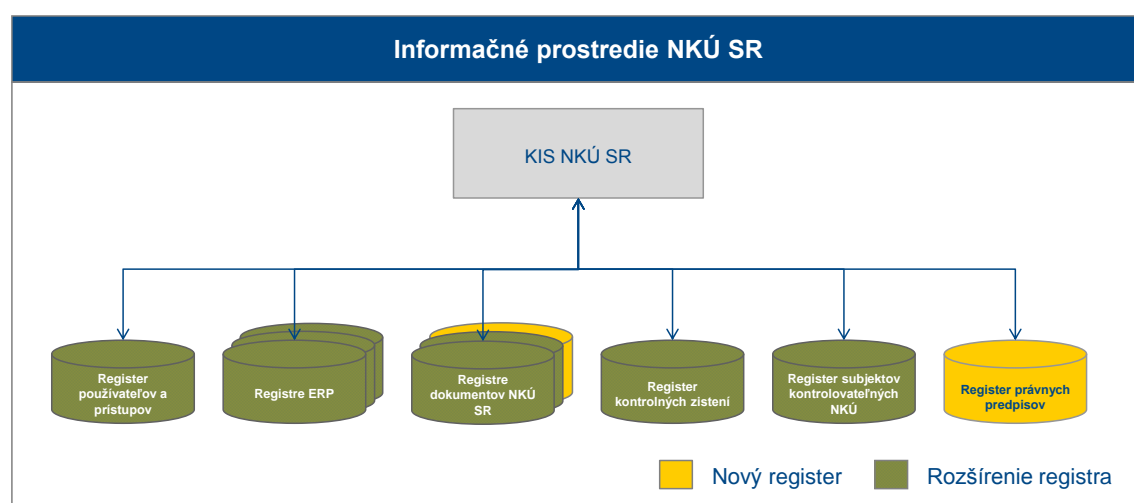 Informačné prostredie NKÚ SR
KIS NKÚ SR
Register
používateľov a
prístupov
Registre ERP
Registre
dokumentov NKÚ
SR
Register
kontrolných zistení
Register subjektov
kontrolovateľných
NKÚ
Register právnych
predpisov
Nový register
Rozšírenie registra